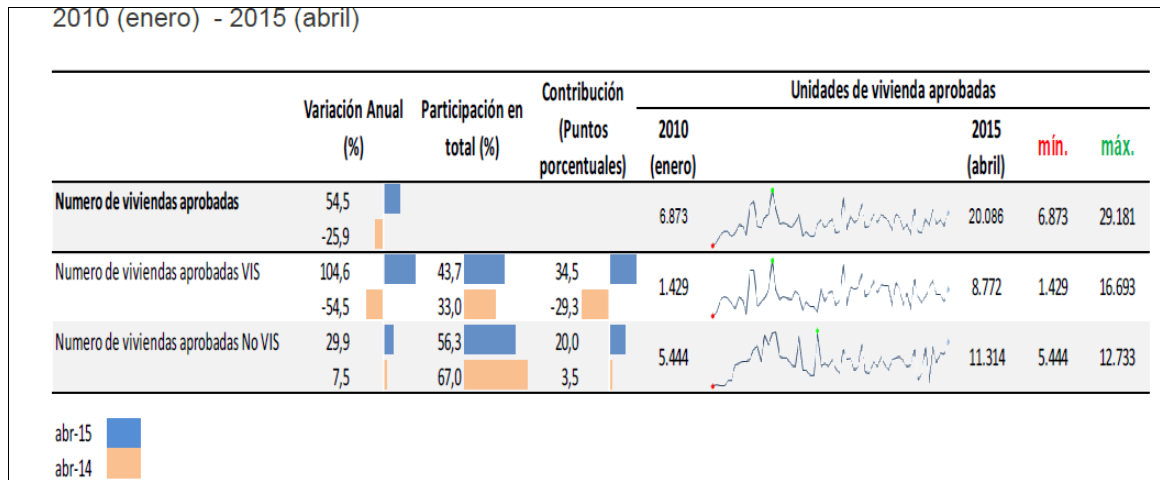 2010 (enero) - 2015 (abril)
Variación Anual (%)
Participación en total (%)
Contribución (Puntos porcentuales)
Unidades de vivienda aprobadas
2010 (enero)
2015 (abril)
mín.
máx.
Numero de viviendas aprobadas
54,5
-25,9
6.873
20.086
6.873
29.181
Numero de viviendas aprobadas VIS
104,6
43,7
34,5
-54,5
33,0
-29,3
1.429
8.772
1.429
16.693
Numero de viviendas aprobadas No VIS
29,9
56,3
20,0
7,5
67,0
3,5
5.444
11.314
5.444
12.733
abr-15
abr-14